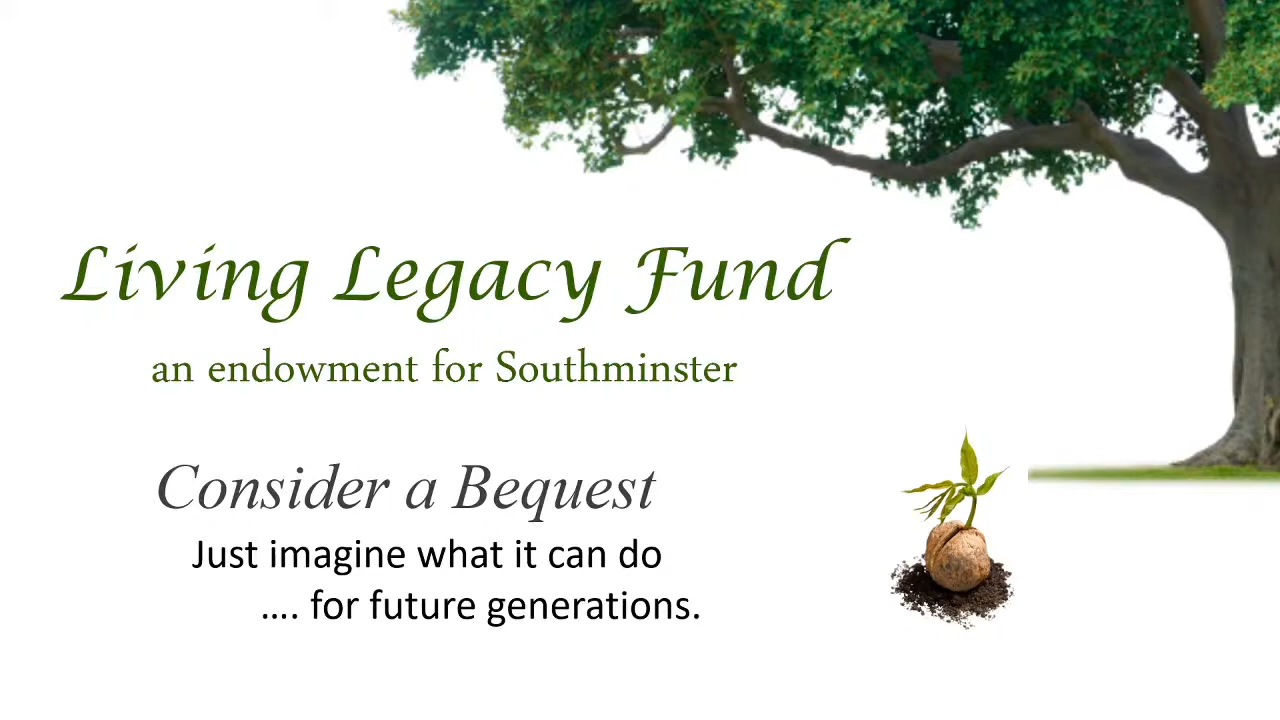 Living Legacy Fund
an endowment for Southminster
Consider a Bequest
Just imagine what it can do
.... for future generations.